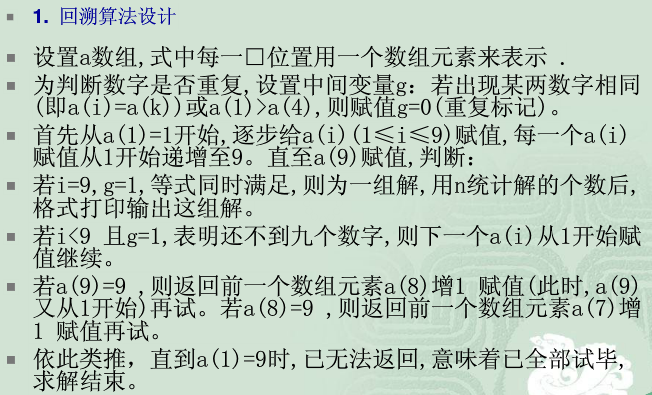 1. 回溯算法设计
设置a数组,式中每一□位置用一个数组元素来表示 .
为判断数字是否重复,设置中间变量g：若出现某两数字相同
(即a(i)=a(k))或a(1)>a(4),则赋值g=0(重复标记)。
首先从a(1)=1开始,逐步给a(i)(1≤i≤9)赋值,每一个a(i)
赋值从1开始递增至9。直至a(9)赋值,判断：
若i=9,g=1,等式同时满足,则为一组解,用n统计解的个数后,
格式打印输出这组解。
若i<9 且g=1,表明还不到九个数字,则下一个a(i)从1开始赋
值继续。
若a(9)=9 ,则返回前一个数组元素a(8)增1 赋值(此时,a(9)
又从1开始)再试。若a(8)=9 ,则返回前一个数组元素a(7)增
1 赋值再试。
依此类推，直到a(1)=9时,已无法返回,意味着已全部试毕,
求解结束。